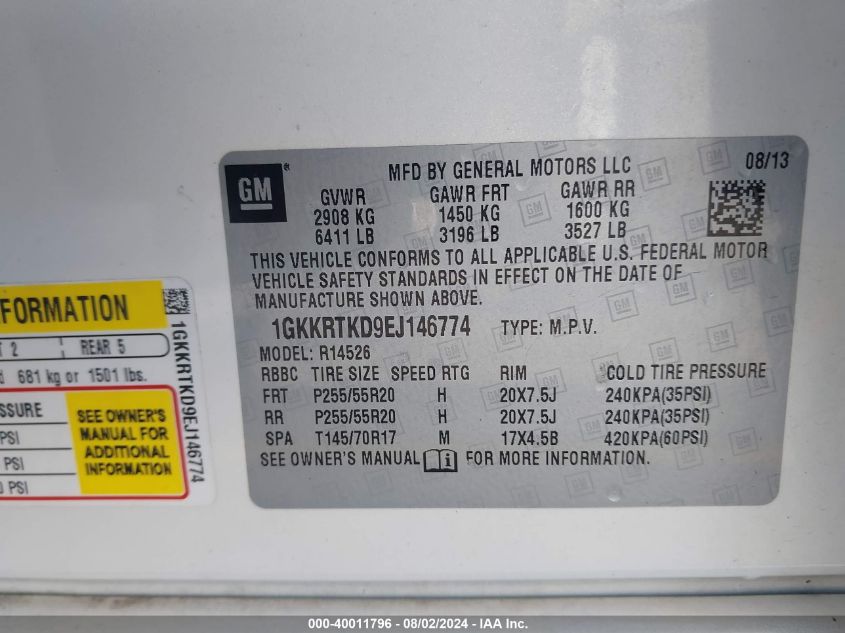 GM
MFD BY GENERAL MOTORS LLC
08/13
GVWR GAWR FRT GAWR RR
2908 KG 1450 KG 1600 KG
6411 LB 3196 LB 3527 LB
THIS VEHICLE CONFORMS TO ALL APPLICABLE U.S. FEDERAL MOTOR
VEHICLE SAFETY STANDARDS IN EFFECT ON THE DATE OF
MANUFACTURE SHOWN ABOVE.
1GKKRTKD9EJ146774 TYPE: M.P.V.
MODEL: R14526
RBBC TIRE SIZE SPEED RTG RIM COLD TIRE PRESSURE
FRT P255/55R20 H 20X7.5J 240KPA(35PSI)
RR P255/55R20 H 20X7.5J 240KPA(35PSI)
SPA T145/70R17 M 17X4.5B 420KPA(60PSI)
SEE OWNER'S MANUAL i FOR MORE INFORMATION.
FORMATION
T 2 REAR 5
d 681 kg or 1501 lbs.
SSURE
PSI
PSI
0 PSI
SEE OWNER'S
MANUAL FOR
ADDITIONAL
INFORMATION
1GKKRTKD9EJ146774
000-40011796 - 08/02/2024 - IAA Inc.